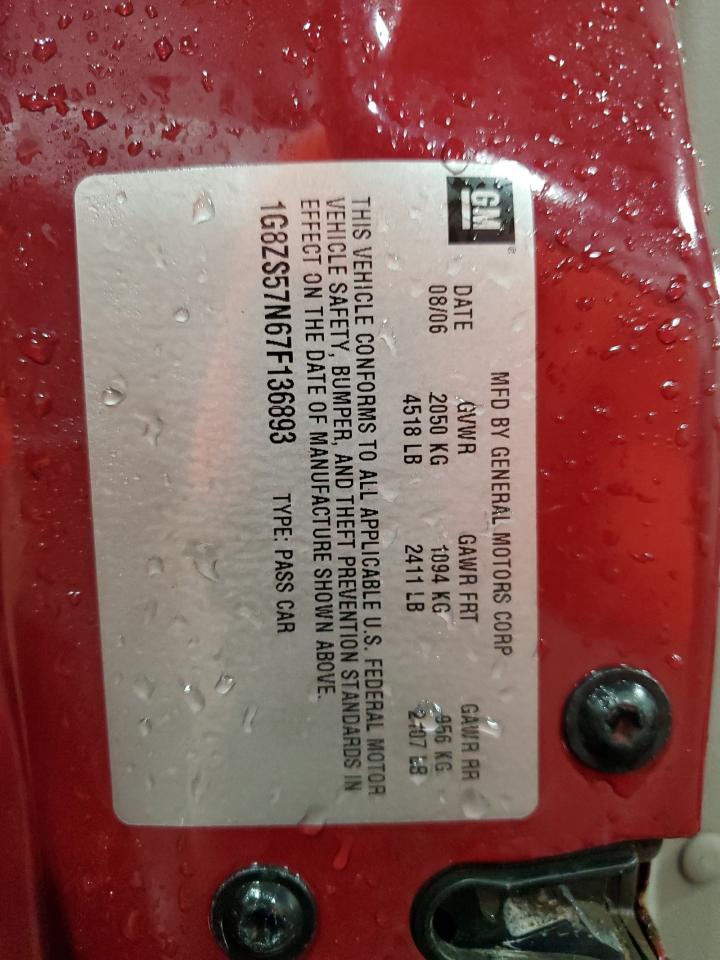 GM®
MFD BY GENERAL MOTORS CORP
DATE GVWR GAWR FRT GAWR RR
08/06 2050 KG 1094 KG 956 KG
4518 LB 2411 LB 2107 LB
THIS VEHICLE CONFORMS TO ALL APPLICABLE U.S. FEDERAL MOTOR
VEHICLE SAFETY, BUMPER, AND THEFT PREVENTION STANDARDS IN
EFFECT ON THE DATE OF MANUFACTURE SHOWN ABOVE.
1G8ZS57N67F136893 TYPE: PASS CAR